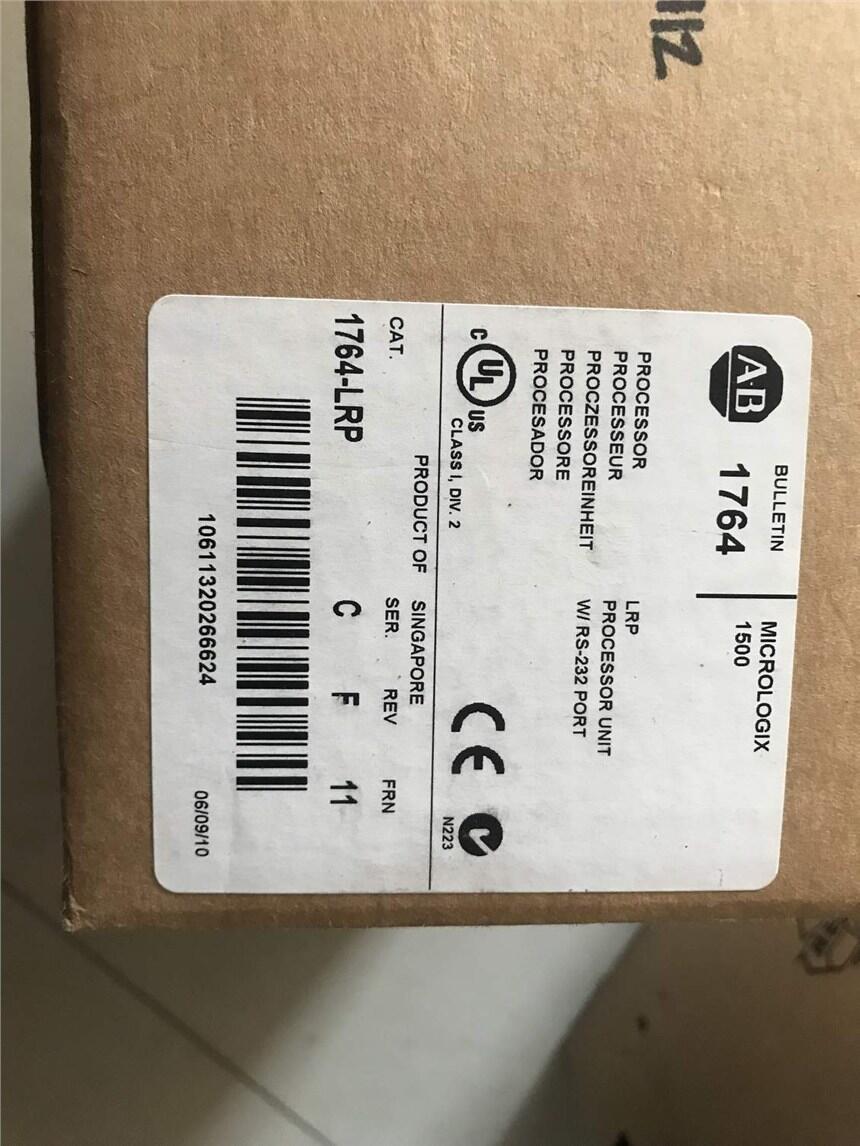 AB
BULLETIN
1764
MICROLOGIX
1500
PROCESSOR
PROCESSEUR
PROCZESSOREINHEIT
PROCESSORE
PROCESADOR
LRP
PROCESSOR UNIT
W/ RS-232 PORT
C UL US
CLASS I, DIV. 2
CE
N223
PRODUCT OF SINGAPORE
CAT. SER. REV FRN
1764-LRP C F 11
10611320266624
06/09/10